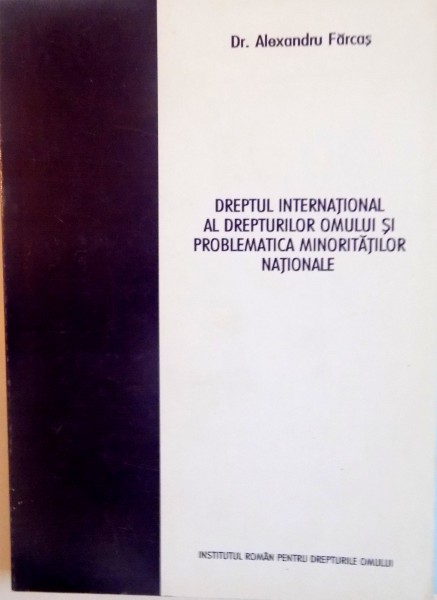 Dr. Alexandru Fărcaş
DREPTUL INTERNAŢIONAL
AL DREPTURILOR OMULUI ŞI
PROBLEMATICA MINORITĂŢILOR
NAŢIONALE
INSTITUTUL ROMÂN PENTRU DREPTURILE OMULUI